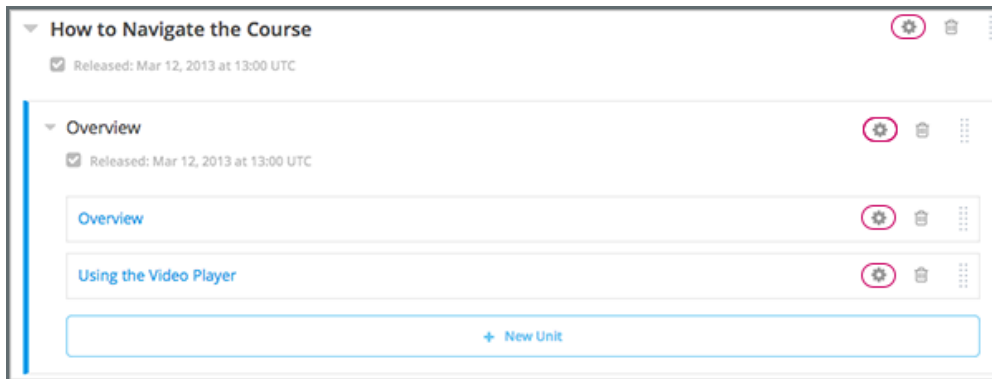 How to Navigate the Course
Released: Mar 12, 2013 at 13:00 UTC
Overview
Released: Mar 12, 2013 at 13:00 UTC
Overview
Using the Video Player
+ New Unit